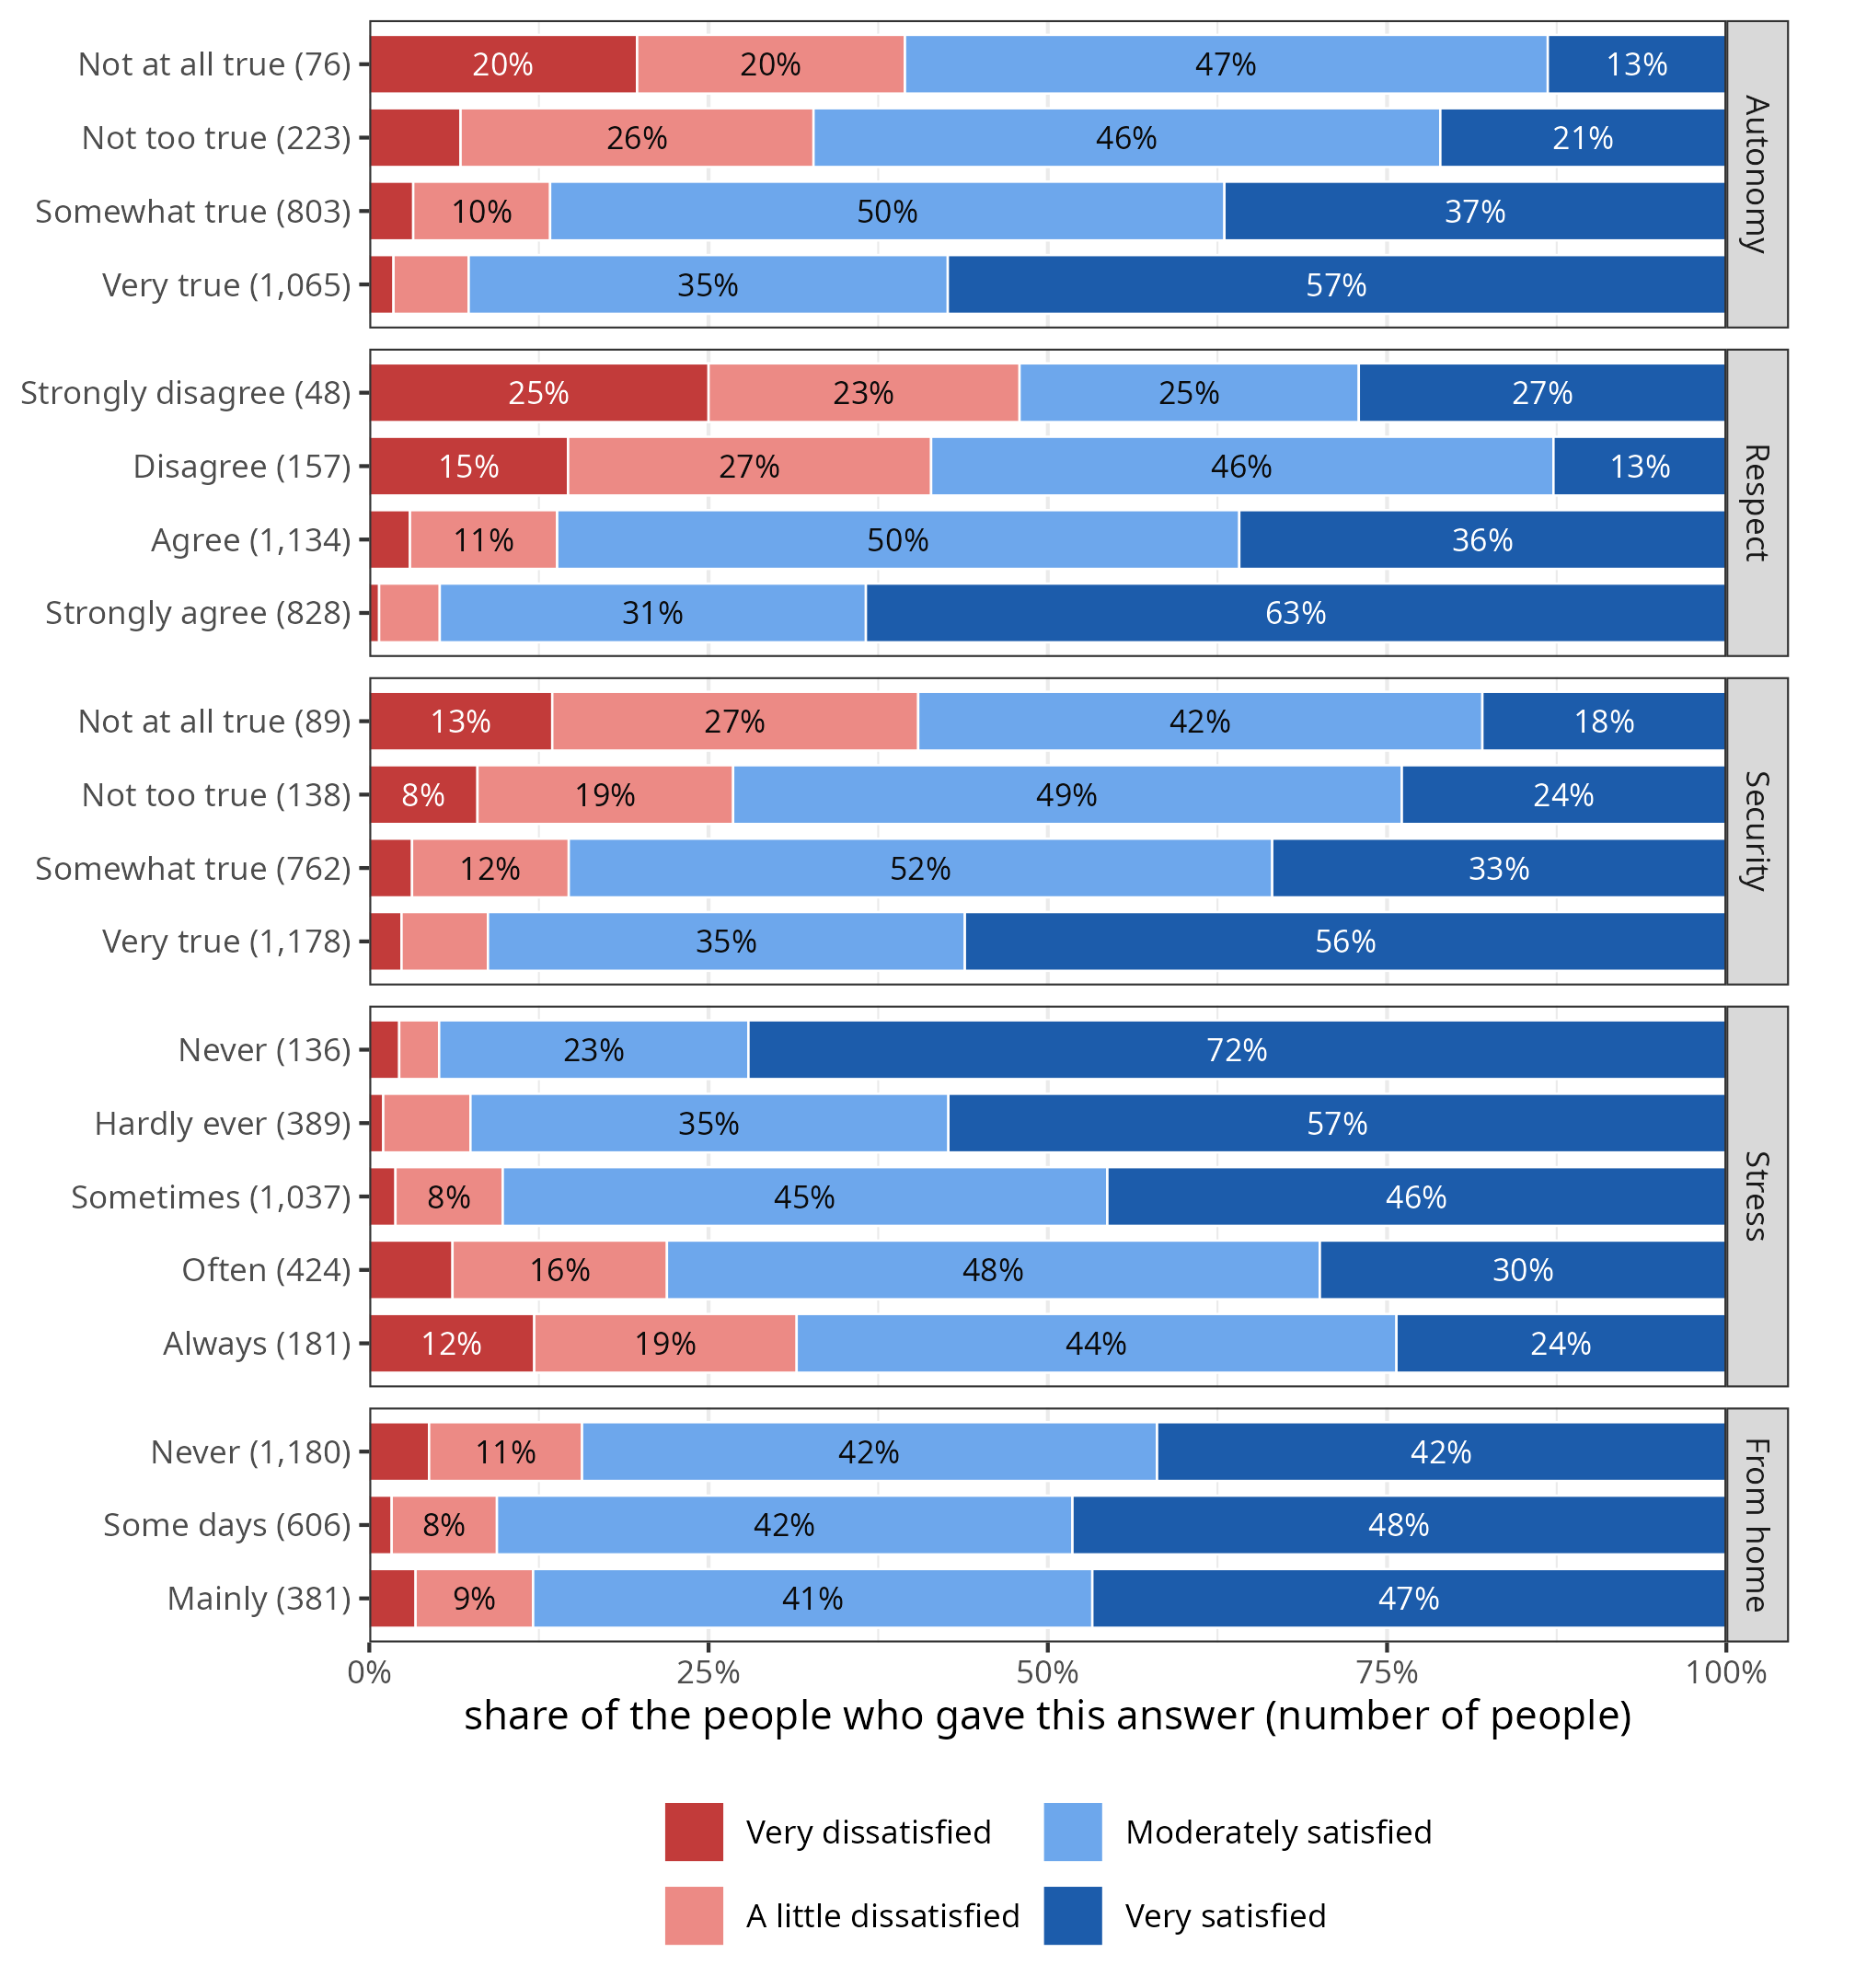 Not at all true (76) 20% 20% 47% 13%
Not too true (223) 26% 46% 21%
Somewhat true (803) 10% 50% 37%
Very true (1,065) 35% 57%
Autonomy
Strongly disagree (48) 25% 23% 25% 27%
Disagree (157) 15% 27% 46% 13%
Agree (1,134) 11% 50% 36%
Strongly agree (828) 31% 63%
Respect
Not at all true (89) 13% 27% 42% 18%
Not too true (138) 8% 19% 49% 24%
Somewhat true (762) 12% 52% 33%
Very true (1,178) 35% 56%
Security
Never (136) 23% 72%
Hardly ever (389) 35% 57%
Sometimes (1,037) 8% 45% 46%
Often (424) 16% 48% 30%
Always (181) 12% 19% 44% 24%
Stress
Never (1,180) 11% 42% 42%
Some days (606) 8% 42% 48%
Mainly (381) 9% 41% 47%
From home
0% 25% 50% 75% 100%
share of the people who gave this answer (number of people)
Very dissatisfied Moderately satisfied
A little dissatisfied Very satisfied